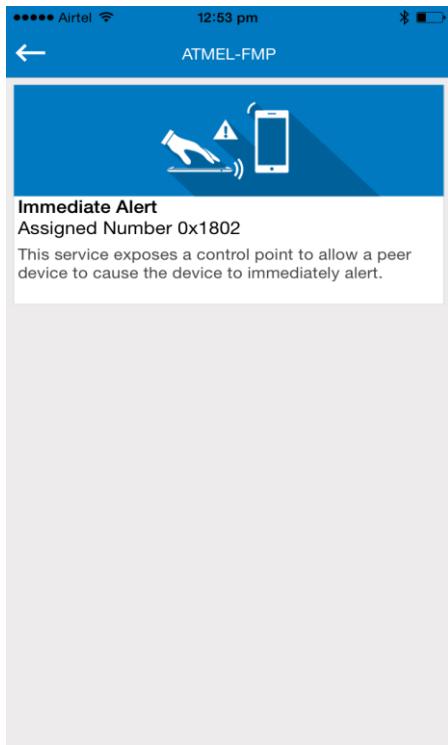 Airtel 12:53 pm
ATMEL-FMP
Immediate Alert
Assigned Number 0x1802
This service exposes a control point to allow a peer
device to cause the device to immediately alert.